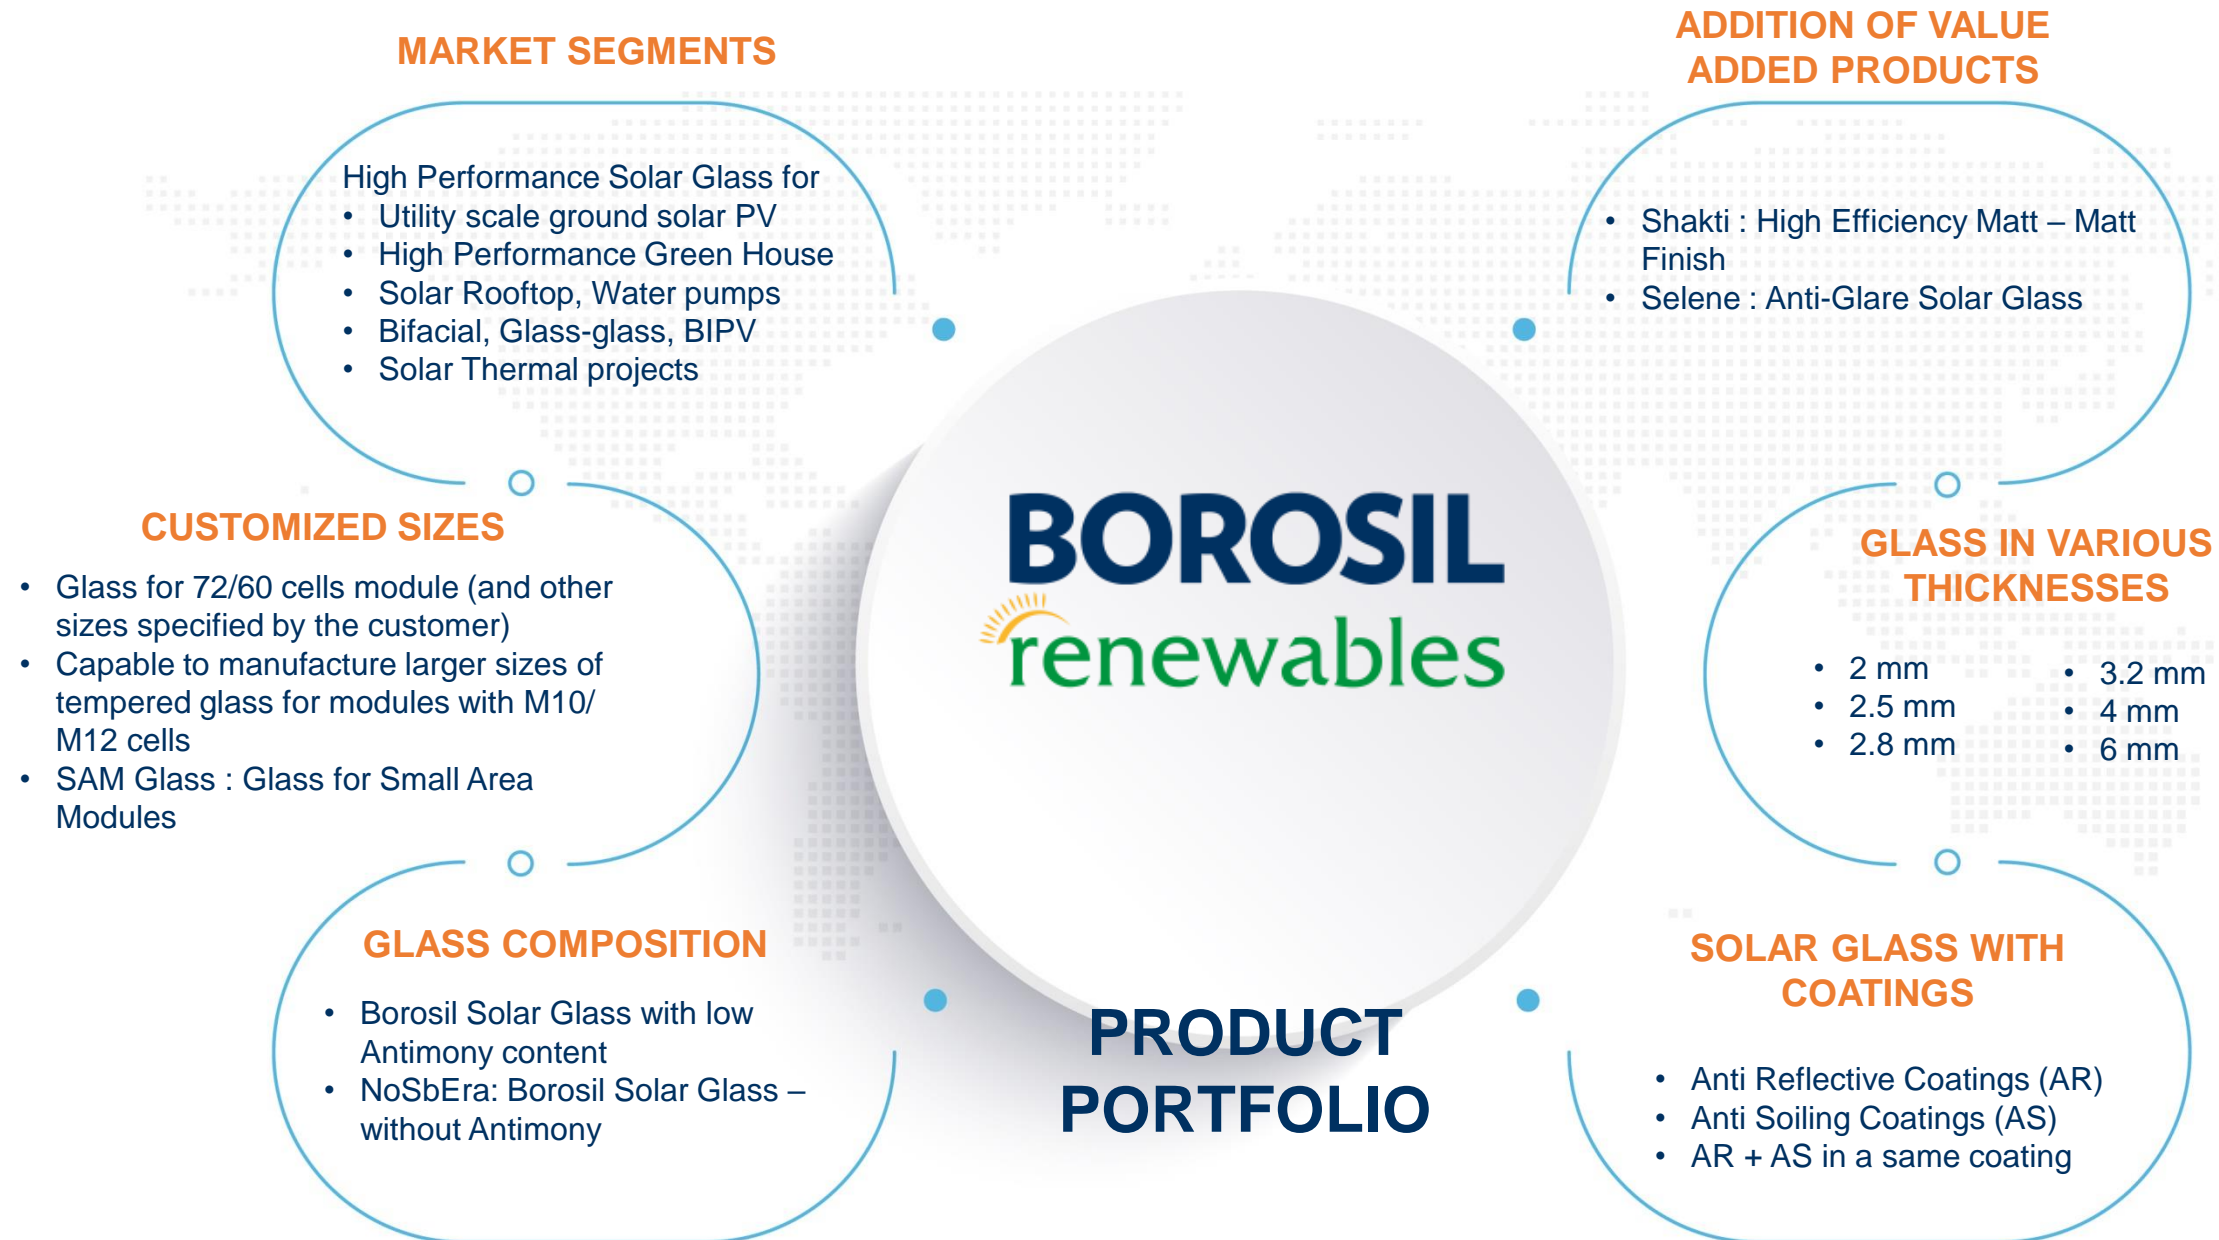 MARKET SEGMENTS
High Performance Solar Glass for
• Utility scale ground solar PV
• High Performance Green House
• Solar Rooftop, Water pumps
• Bifacial, Glass-glass, BIPV
• Solar Thermal projects
CUSTOMIZED SIZES
• Glass for 72/60 cells module (and other
sizes specified by the customer)
• Capable to manufacture larger sizes of
tempered glass for modules with M10/
M12 cells
• SAM Glass : Glass for Small Area
Modules
GLASS COMPOSITION
• Borosil Solar Glass with low
Antimony content
• NoSbEra: Borosil Solar Glass –
without Antimony
BOROSIL
renewables
PRODUCT
PORTFOLIO
ADDITION OF VALUE
ADDED PRODUCTS
• Shakti : High Efficiency Matt – Matt
Finish
• Selene : Anti-Glare Solar Glass
GLASS IN VARIOUS
THICKNESSES
• 2 mm
• 2.5 mm
• 2.8 mm
• 3.2 mm
• 4 mm
• 6 mm
SOLAR GLASS WITH
COATINGS
• Anti Reflective Coatings (AR)
• Anti Soiling Coatings (AS)
• AR + AS in a same coating